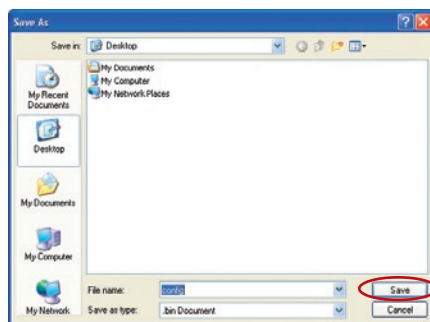 Save As
Save in: Desktop
My Documents
My Computer
My Network Places
My Recent
Documents
Desktop
My Documents
My Computer
My Network
File name: config Save
Save as type: .bin Document Cancel